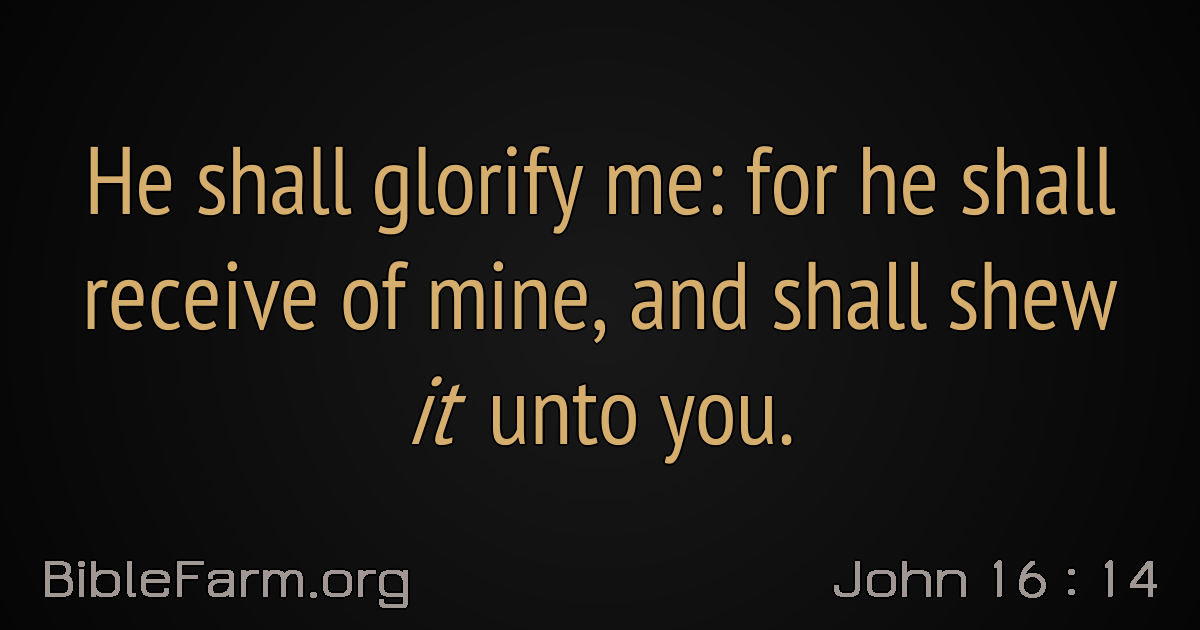 He shall glorify me: for he shall
receive of mine, and shall shew
it unto you.
BibleFarm.org
John 16 : 14